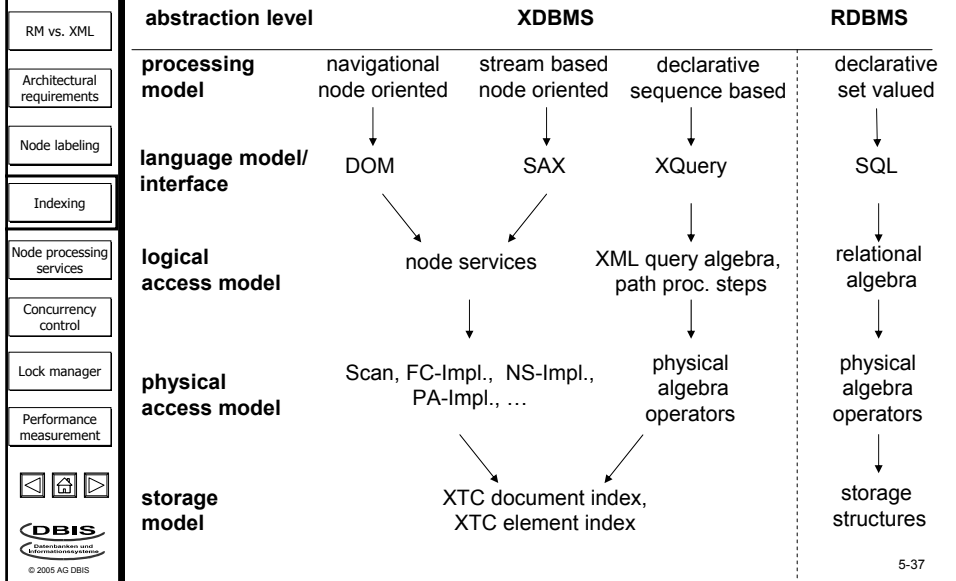 RM vs. XML
Architectural
requirements
Node labeling
Indexing
Node processing
services
Concurrency
control
Lock manager
Performance
measurement
DBIS
Datenbanken und
Informationssysteme
© 2005 AG DBIS
abstraction level XDBMS RDBMS
processing
model
navigational
node oriented
stream based
node oriented
declarative
sequence based
declarative
set valued
language model/
interface
DOM SAX XQuery SQL
logical
access model
node services
XML query algebra,
path proc. steps
relational
algebra
physical
access model
Scan, FC-Impl., NS-Impl.,
PA-Impl., …
physical
algebra
operators
physical
algebra
operators
storage
model
XTC document index,
XTC element index
storage
structures
5-37